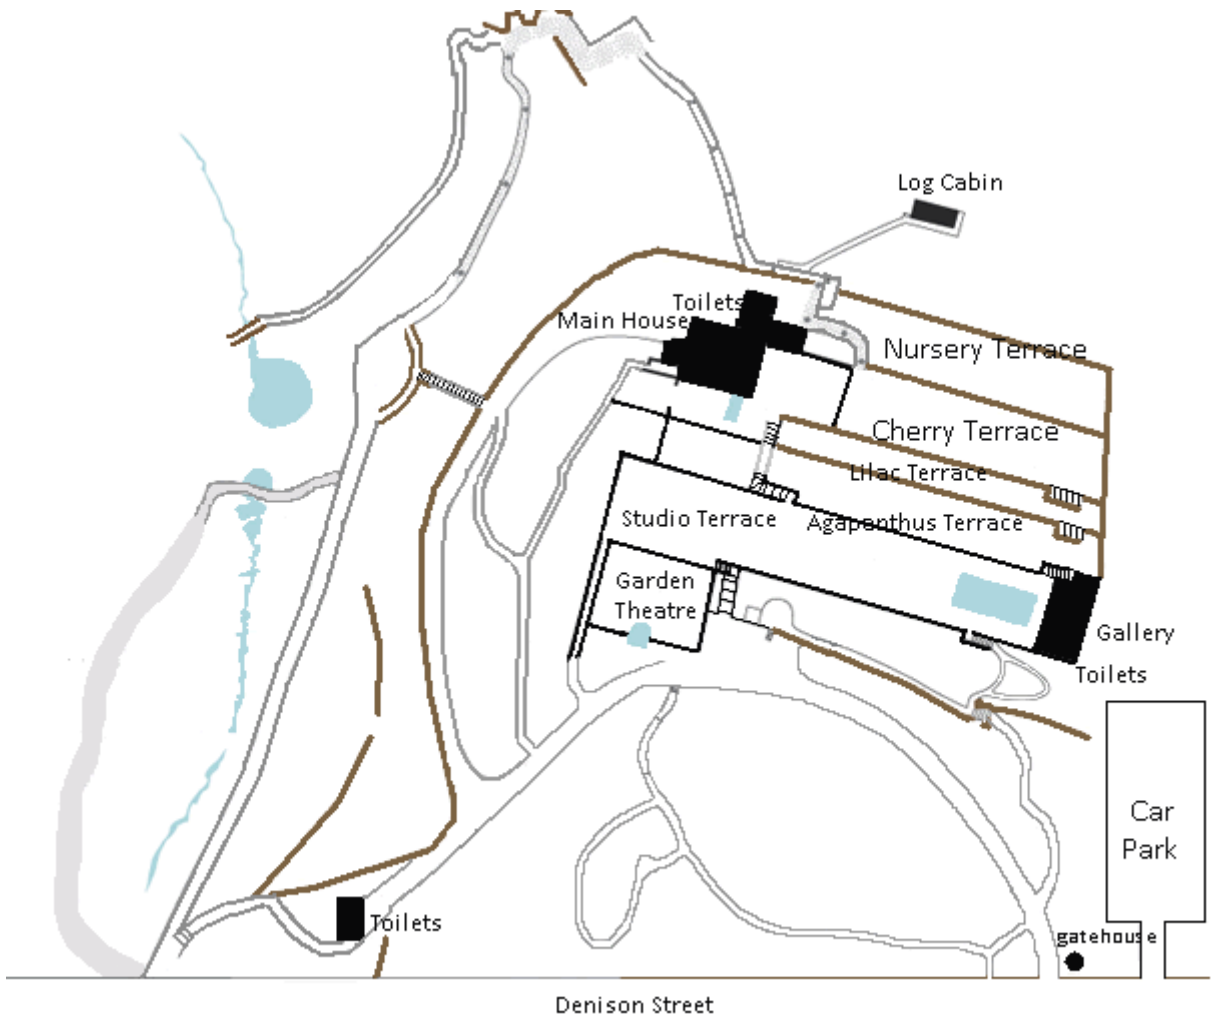 Log Cabin
Toilets
Main House
Nursery Terrace
Cherry Terrace
Lilac Terrace
Studio Terrace
Agapanthus Terrace
Garden
Theatre
Gallery
Toilets
Car
Park
Toilets
gatehouse
Denison Street